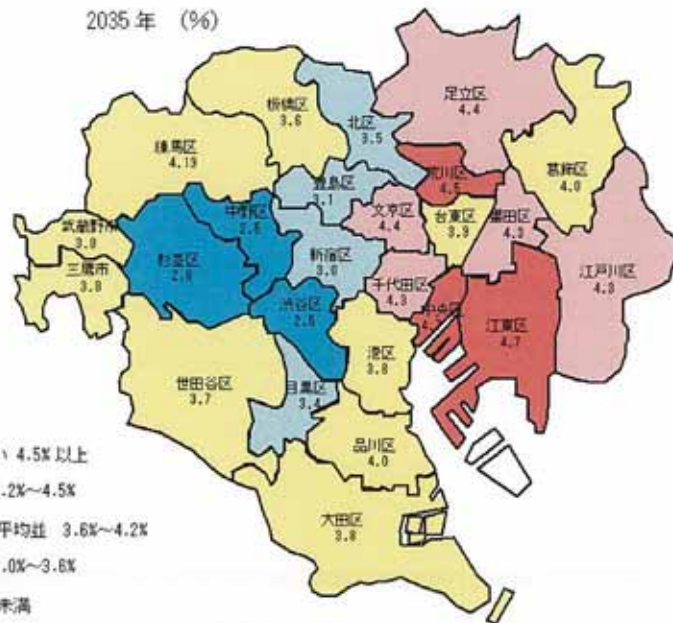 2035年 (%)
足立区
4.4
板橋区
3.6
北区
3.5
練馬区
4.13
葛飾区
4.0
荒川区
4.5
豊島区
3.1
文京区
4.4
台東区
3.9
墨田区
4.3
中野区
武蔵野市
杉並区
新宿区
江戸川区
4.3
三鷹市
3.8
千代田区
4.3
渋谷区
中央区
江東区
4.7
港区
3.8
世田谷区
3.7
目黒区
3.4
品川区
4.0
大田区
3.8
い 4.5%以上
.2%~4.5%
平均並 3.6%~4.2%
.0%~3.6%
未満